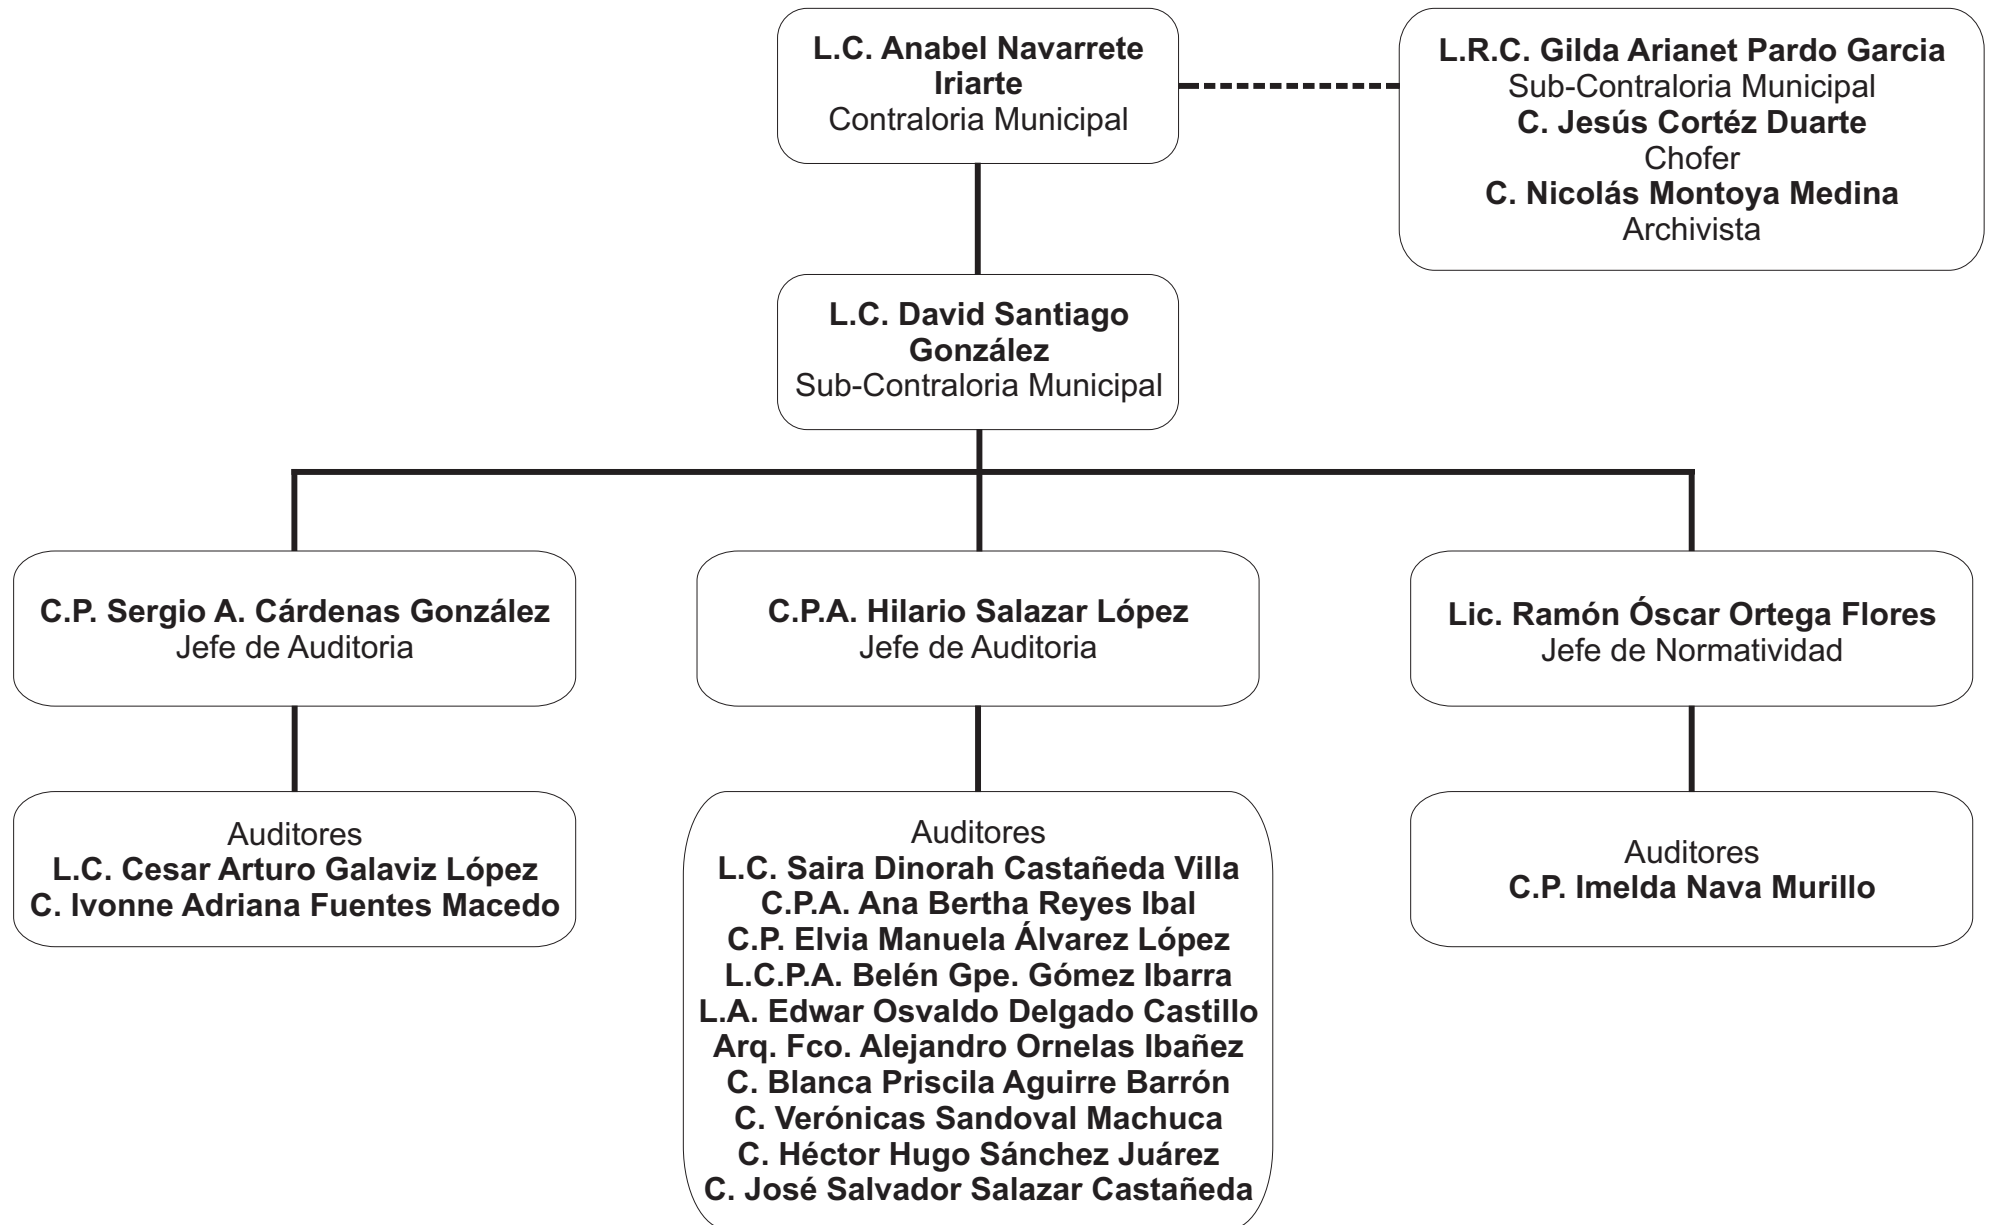 L.C. Anabel Navarrete
Iriarte
Contraloria Municipal
L.R.C. Gilda Arianet Pardo Garcia
Sub-Contraloria Municipal
C. Jesús Cortéz Duarte
Chofer
C. Nicolás Montoya Medina
Archivista
L.C. David Santiago
González
Sub-Contraloria Municipal
C.P. Sergio A. Cárdenas González
Jefe de Auditoria
C.P.A. Hilario Salazar López
Jefe de Auditoria
Lic. Ramón Óscar Ortega Flores
Jefe de Normatividad
Auditores
L.C. Cesar Arturo Galaviz López
C. Ivonne Adriana Fuentes Macedo
Auditores
L.C. Saira Dinorah Castañeda Villa
C.P.A. Ana Bertha Reyes Ibal
C.P. Elvia Manuela Álvarez López
L.C.P.A. Belén Gpe. Gómez Ibarra
L.A. Edwar Osvaldo Delgado Castillo
Arq. Fco. Alejandro Ornelas Ibañez
C. Blanca Priscila Aguirre Barrón
C. Verónicas Sandoval Machuca
C. Héctor Hugo Sánchez Juárez
C. José Salvador Salazar Castañeda
Auditores
C.P. Imelda Nava Murillo